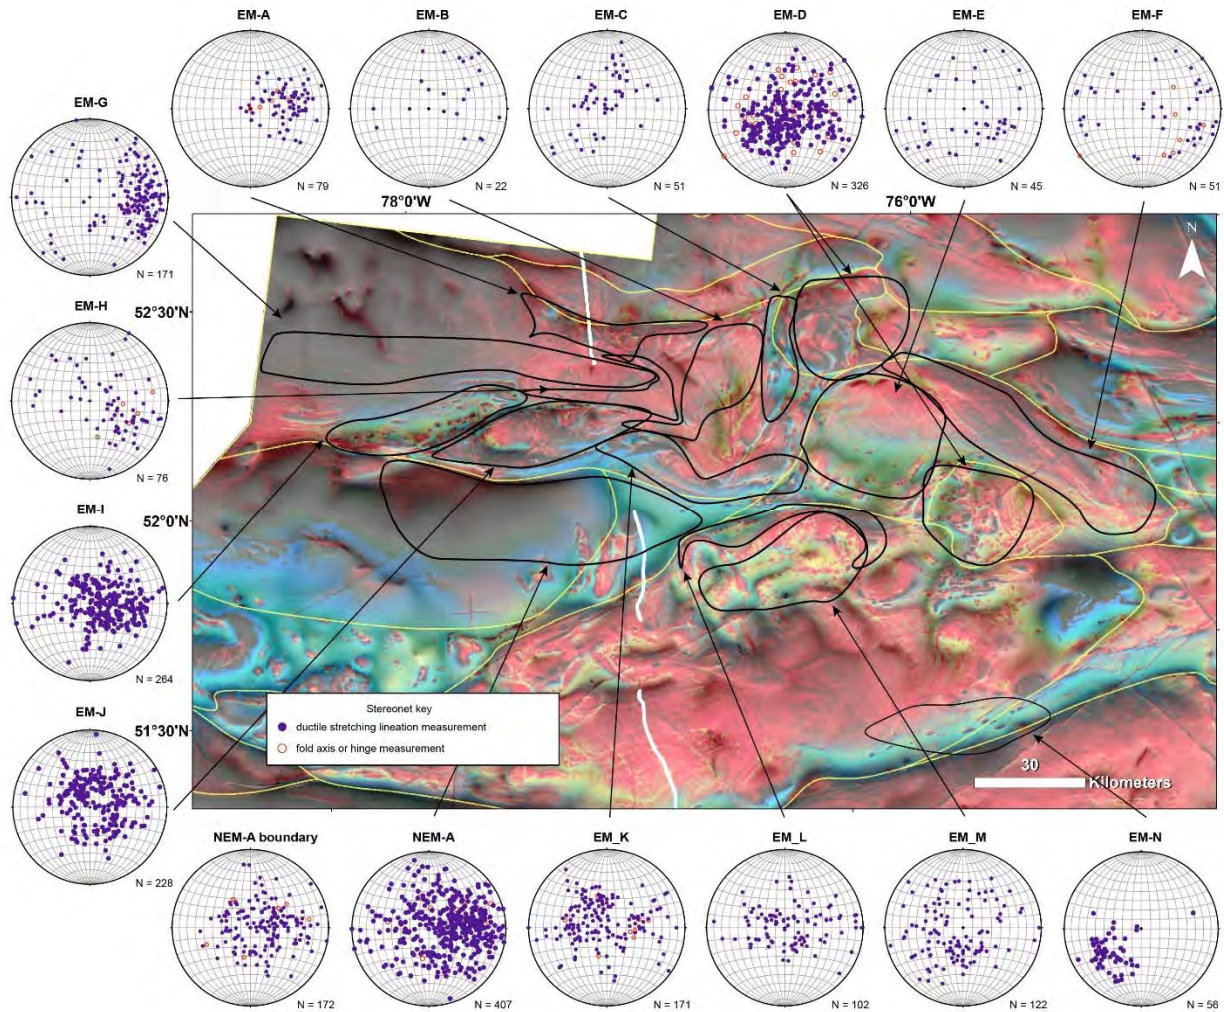 EM-A
EM-B
EM-C
EM-D
EM-E
EM-F
EM-G
N = 79
N = 22
N = 51
N = 326
N = 45
N = 51
78°0'W
76°0'W
N
N = 171
EM-H
52°30'N
N = 76
EM-I
52°0'N
N = 264
EM-J
51°30'N
Stereonet key
ductile stretching lineation measurement
fold axis or hinge measurement
30
Kilometers
N = 228
NEM-A boundary
NEM-A
EM_K
EM_L
EM_M
EM-N
N = 172
N = 407
N = 171
N = 102
N = 122
N = 56